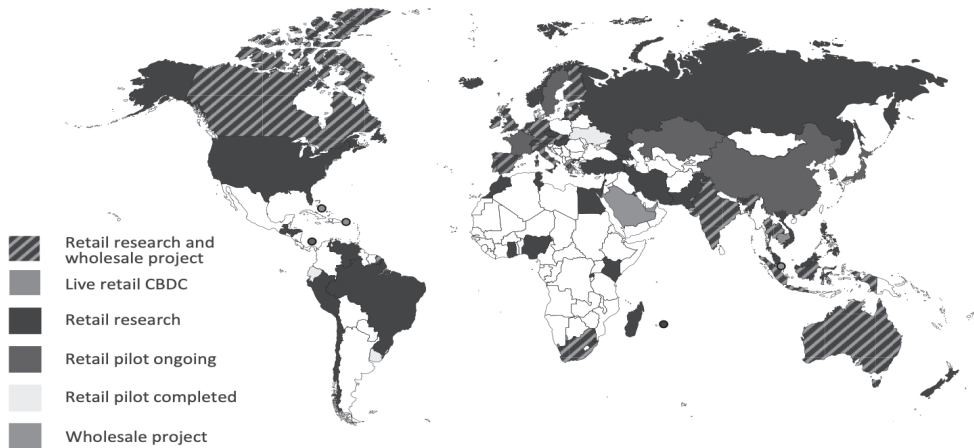 Retail research and
wholesale project
Live retail CBDC
Retail research
Retail pilot ongoing
Retail pilot completed
Wholesale project